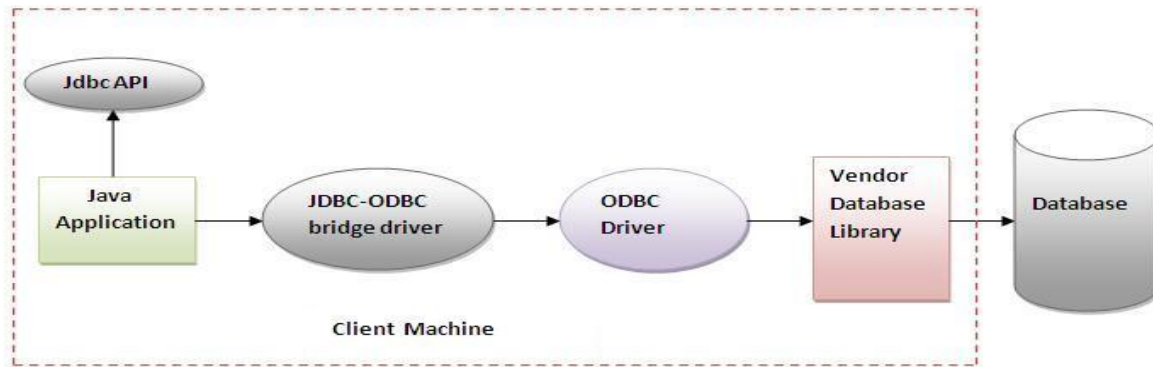 Jdbc API
Java
Application
JDBC-ODBC
bridge driver
ODBC
Driver
Vendor
Database
Library
Database
Client Machine